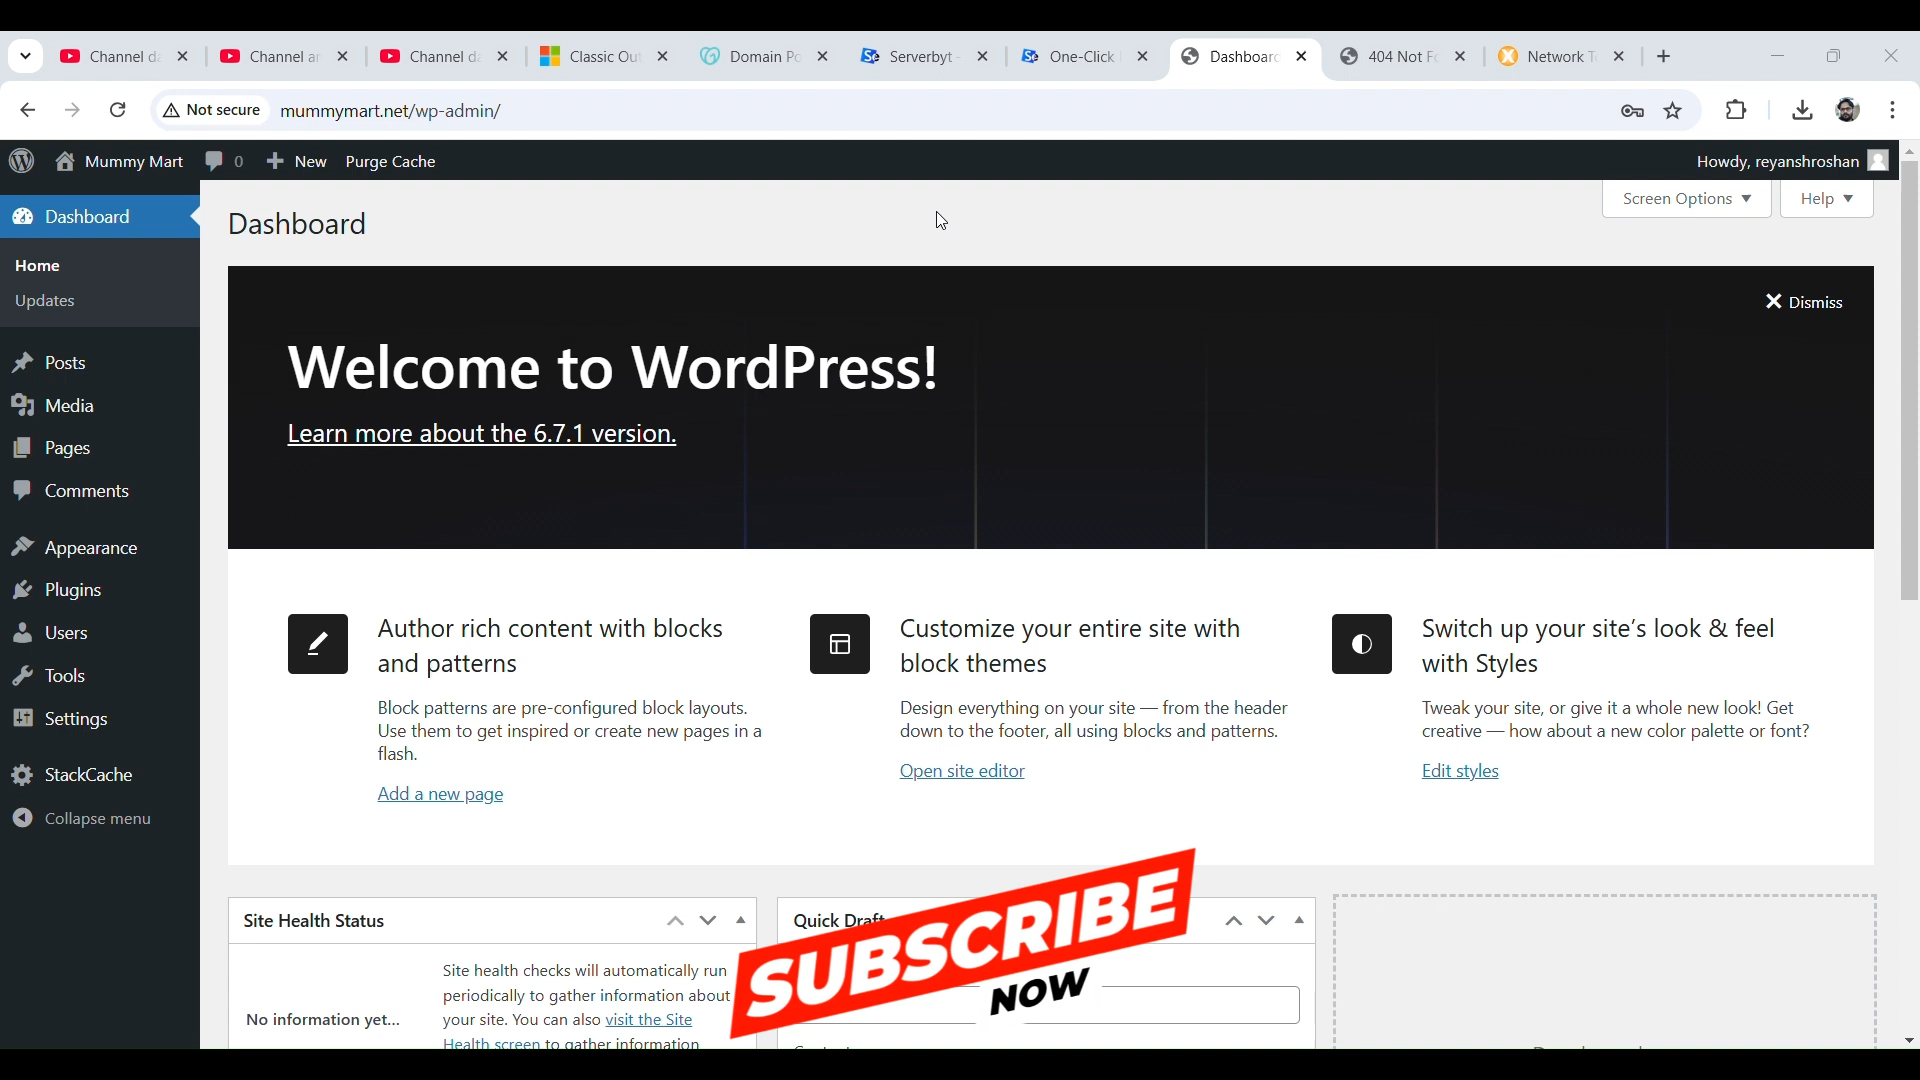 Channel d
Channel a
Channel d
Classic Ou
Domain P
Serverbyt -
One-Click
Dashboar
404 Not F
Network T
Not secure
mummymart.net/wp-admin/
Mummy Mart
0
New
Purge Cache
Howdy, reyanshroshan
Dashboard
Home
Updates
Posts
Media
Pages
Comments
Appearance
Plugins
Users
Tools
Settings
StackCache
Collapse menu
Screen Options
Help
Dashboard
Dismiss
Welcome to WordPress!
Learn more about the 6.7.1 version.
Author rich content with blocks
and patterns
Block patterns are pre-configured block layouts.
Use them to get inspired or create new pages in a
flash.
Add a new page
Customize your entire site with
block themes
Design everything on your site — from the header
down to the footer, all using blocks and patterns.
Open site editor
Switch up your site's look & feel
with Styles
Tweak your site, or give it a whole new look! Get
creative — how about a new color palette or font?
Edit styles
Site Health Status
No information yet...
Site health checks will automatically run
periodically to gather information about
your site. You can also visit the Site
Health screen to gather information
Quick Draft
SUBSCRIBE
NOW